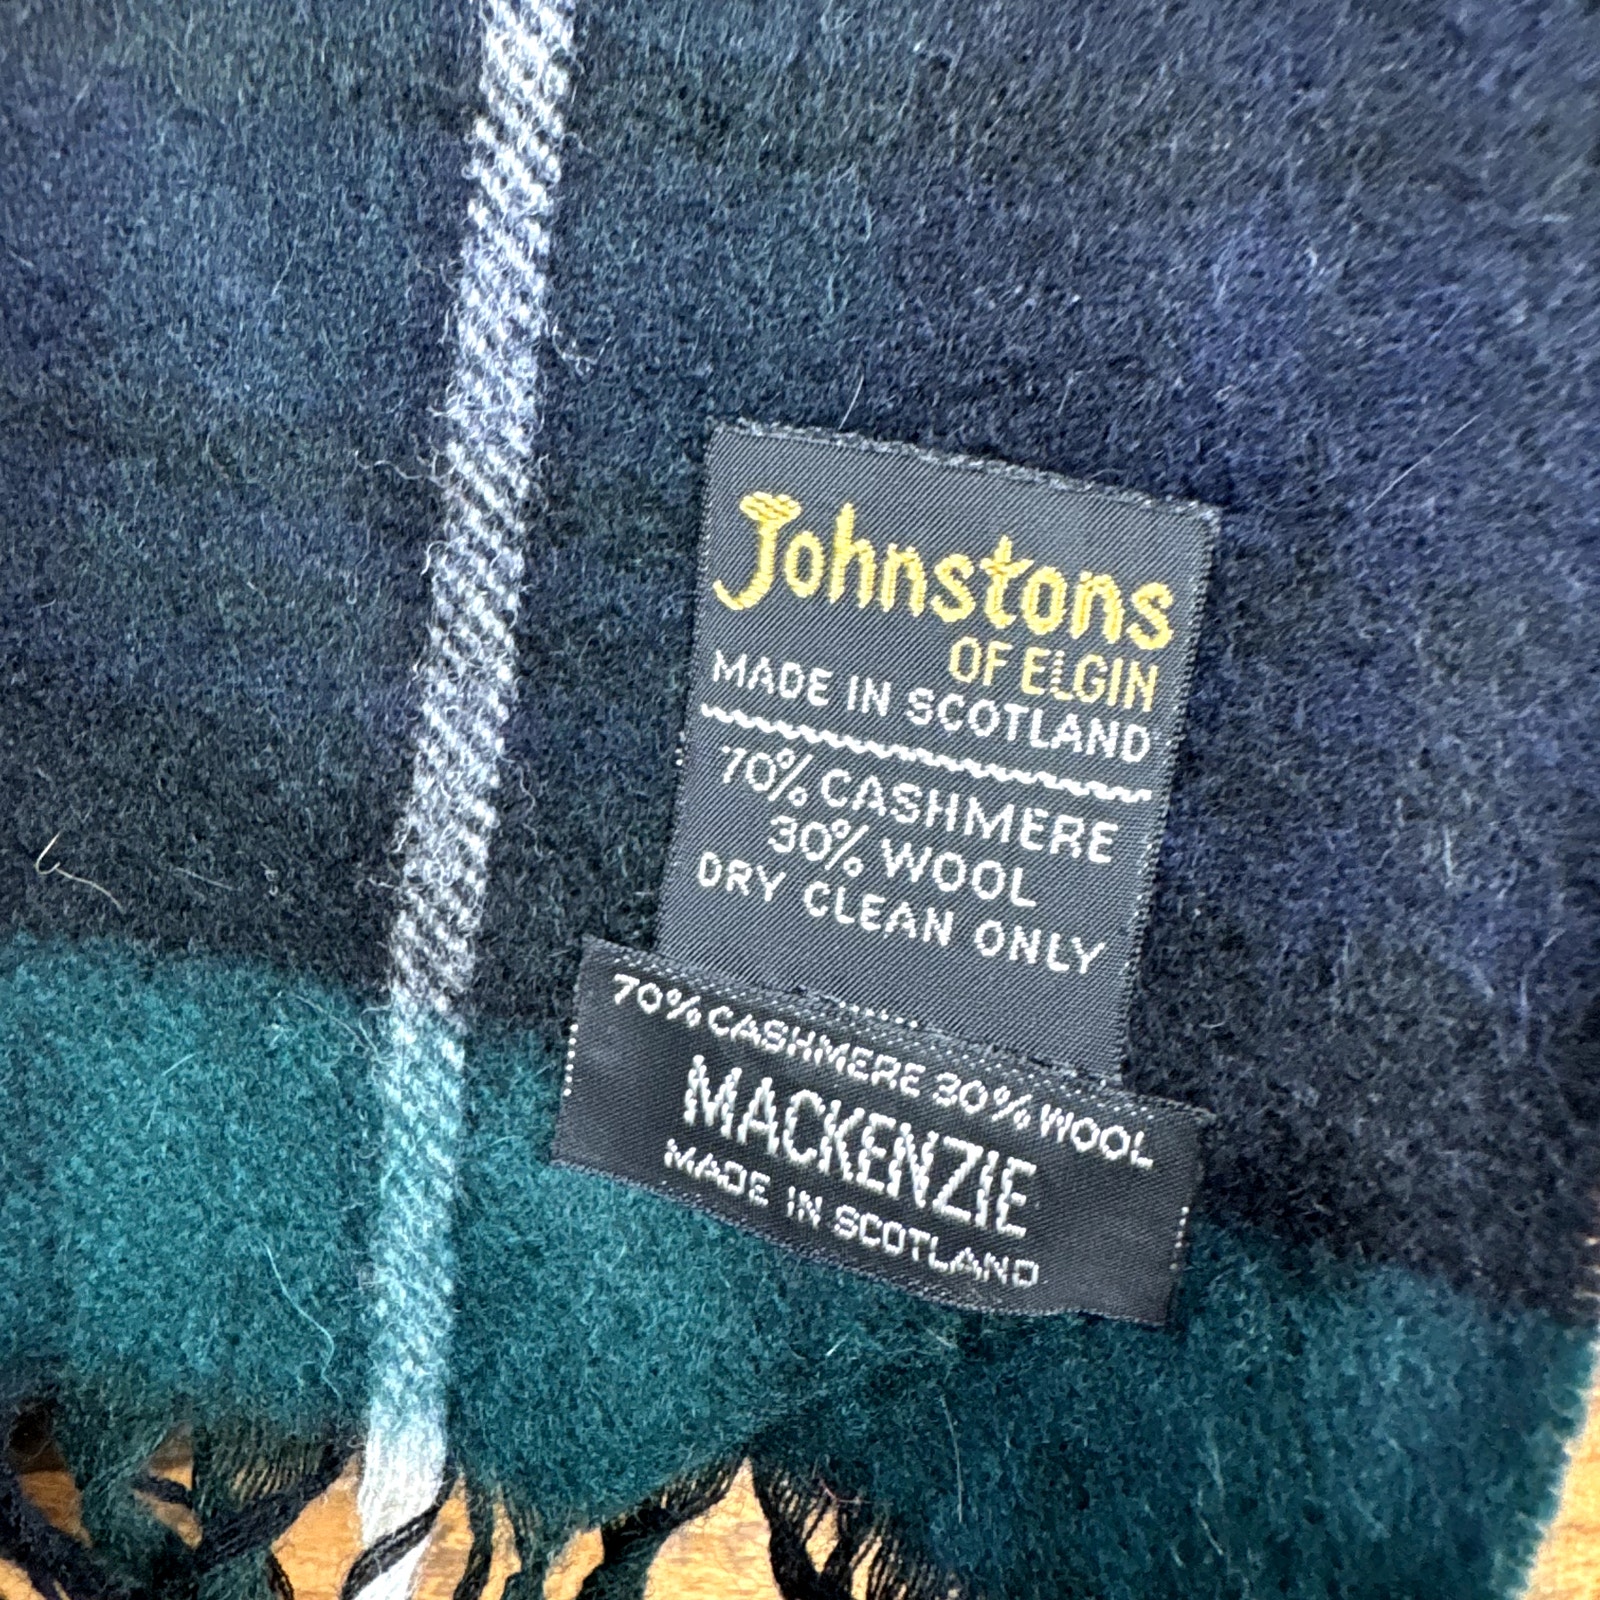 Johnstons
OF ELGIN
MADE IN SCOTLAND
70% CASHMERE
30% WOOL
DRY CLEAN ONLY
70% CASHMERE 30% WOOL
MACKENZIE
MADE IN SCOTLAND